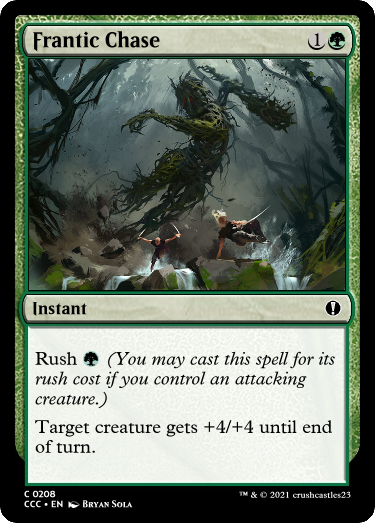 Frantic Chase 1
Instant
Rush (You may cast this spell for its
rush cost if you control an attacking
creature.)
Target creature gets +4/+4 until end
of turn.
C 0208
CCC • EN Bryan Sola
™ & © 2021 crushcastles23